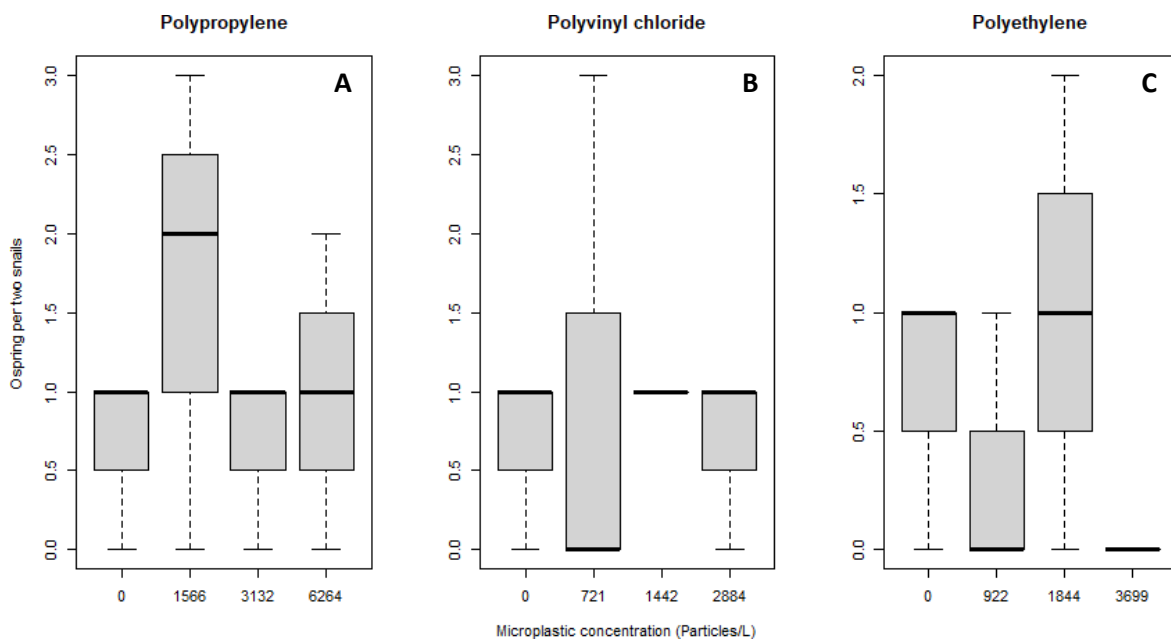 Polypropylene
A
Ospring per two snails
3.0
2.5
2.0
1.5
1.0
0.5
0.0
0 1566 3132 6264
Polyvinyl chloride
B
3.0
2.5
2.0
1.5
1.0
0.5
0.0
0 721 1442 2884
Polyethylene
C
2.0
1.5
1.0
0.5
0.0
0 922 1844 3699
Microplastic concentration (Particles/L)